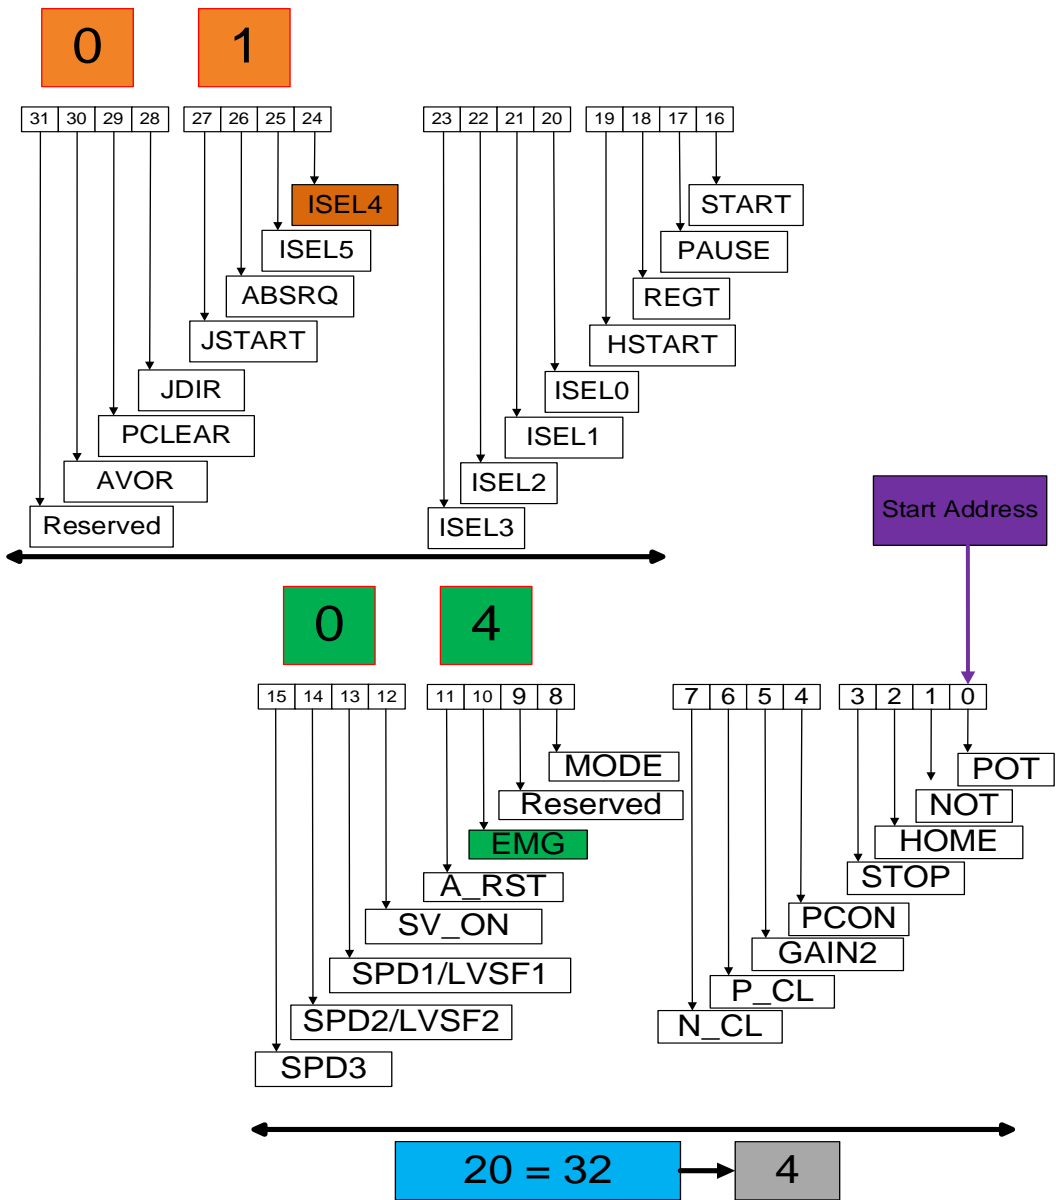 0 1
31 30 29 28 27 26 25 24 23 22 21 20 19 18 17 16
ISEL4 START
ISEL5 PAUSE
ABSRQ REGT
JSTART HSTART
JDIR ISEL0
PCLEAR ISEL1
AVOR ISEL2
Reserved ISEL3
Start Address
0 4
15 14 13 12 11 10 9 8 7 6 5 4 3 2 1 0
MODE POT
Reserved NOT
EMG HOME
A_RST STOP
SV_ON PCON
SPD1/LVSF1 GAIN2
SPD2/LVSF2 P_CL
SPD3 N_CL
20 = 32 4